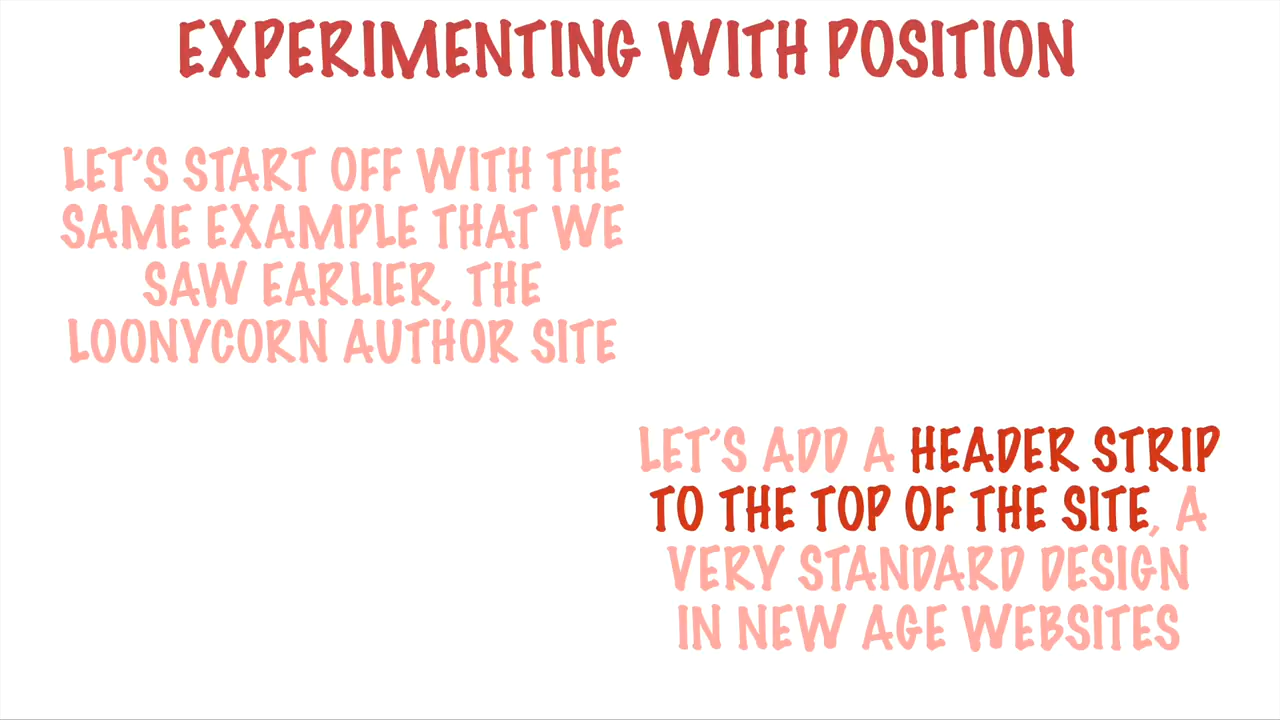 EXPERIMENTING WITH POSITION
LET'S START OFF WITH THE
SAME EXAMPLE THAT WE
SAW EARLIER, THE
LOONYCORN AUTHOR SITE
LET'S ADD A HEADER STRIP
TO THE TOP OF THE SITE, A
VERY STANDARD DESIGN
IN NEW AGE WEBSITES